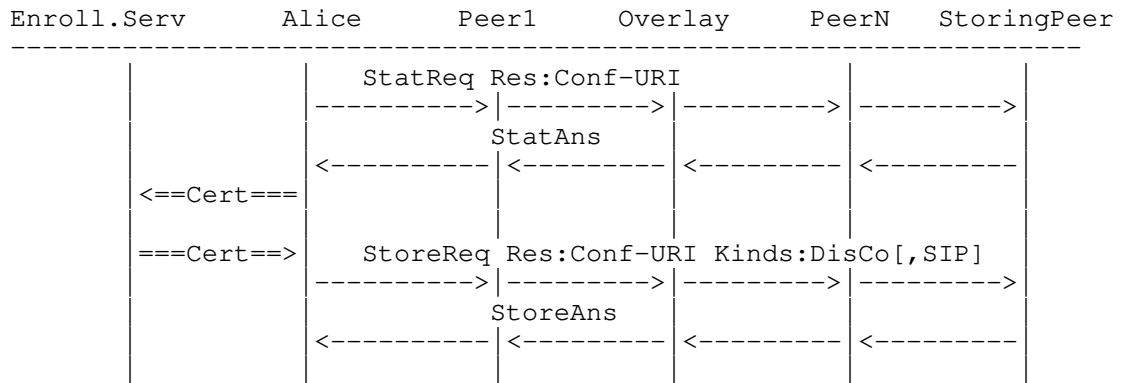 Enroll.Serv Alice Peer1 Overlay PeerN StoringPeer
-------------------------------------------------------------------
StatReq Res:Conf-URI
|---------->|--------->|--------->|--------->|
StatAns
|<----------|<---------|<---------|<---------|
|<==Cert===|
|===Cert==>| StoreReq Res:Conf-URI Kinds:DisCo[,SIP]
|---------->|--------->|--------->|--------->|
StoreAns
|<----------|<---------|<---------|<---------|